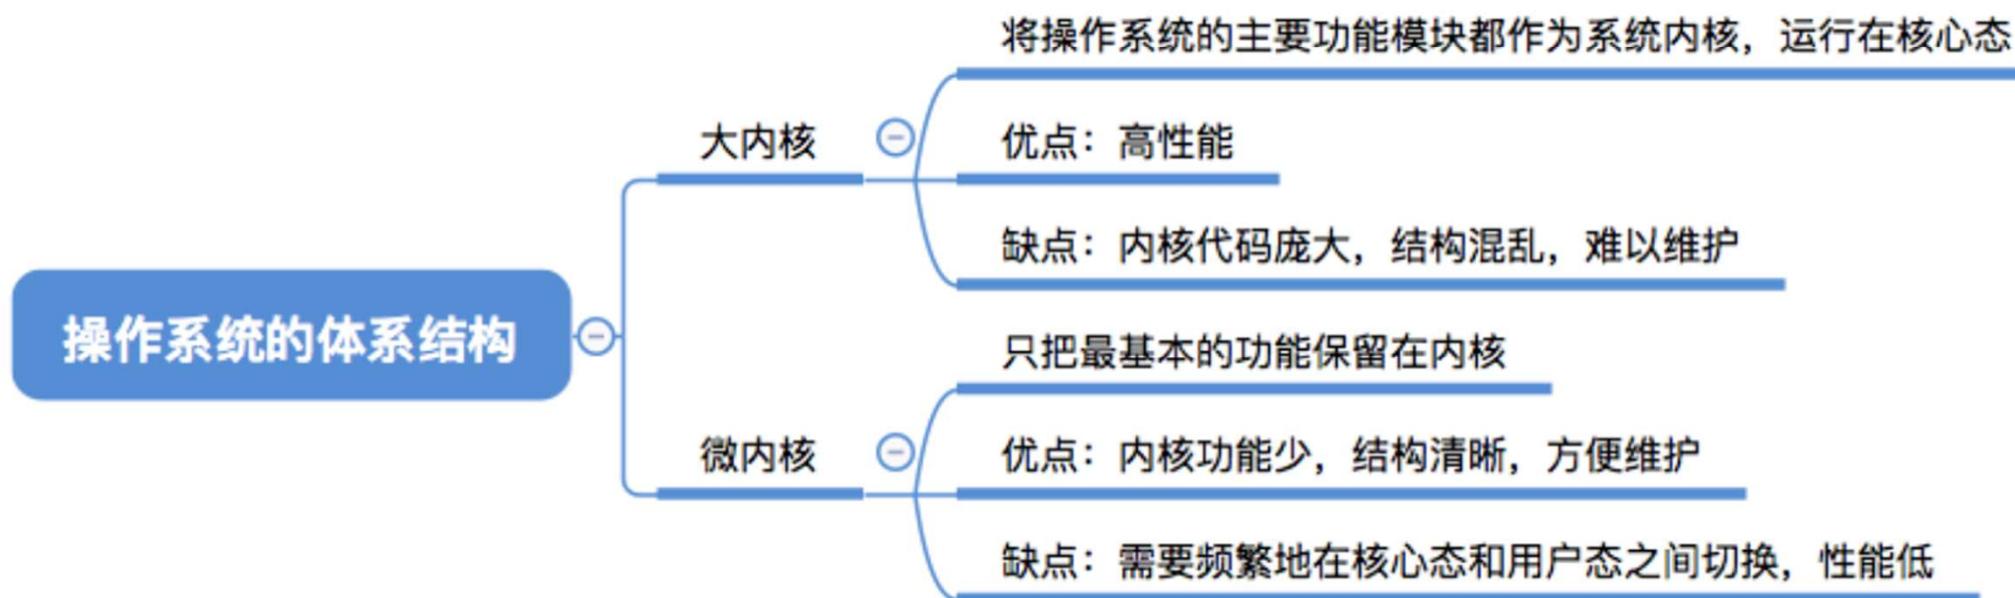 操作系统的体系结构
大内核
将操作系统的主要功能模块都作为系统内核，运行在核心态
优点：高性能
缺点：内核代码庞大，结构混乱，难以维护
微内核
只把最基本的功能保留在内核
优点：内核功能少，结构清晰，方便维护
缺点：需要频繁地在核心态和用户态之间切换，性能低